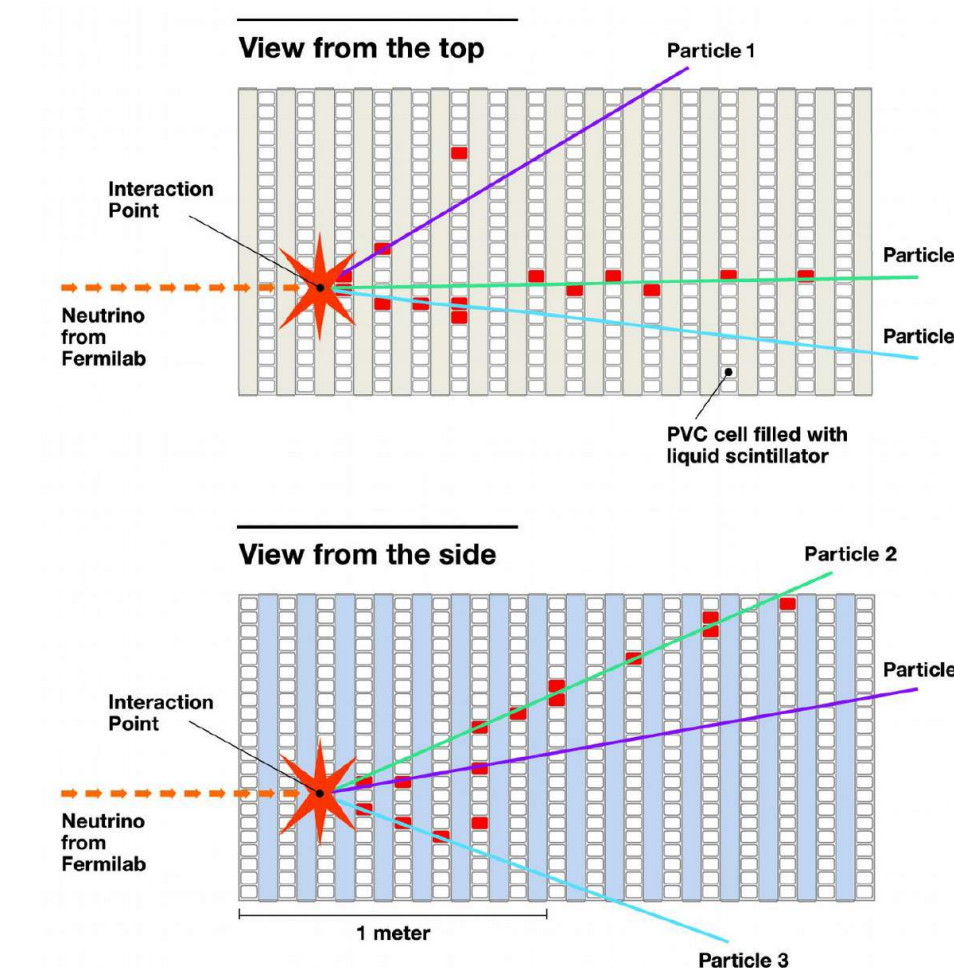 View from the top
Particle 1
Interaction
Point
Particle
Neutrino
from
Fermilab
Particle
PVC cell filled with
liquid scintillator
View from the side
Particle 2
Particle
Interaction
Point
Neutrino
from
Fermilab
1 meter
Particle 3